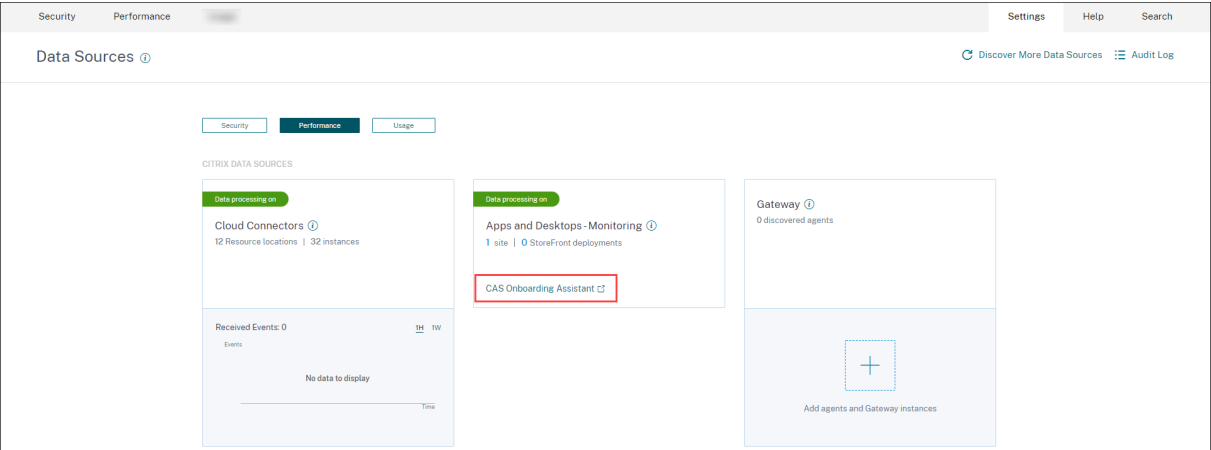 Security Performance Settings Help Search
Data Sources
Discover More Data Sources Audit Log
Security Performance Usage
CITRIX DATA SOURCES
Data processing on
Cloud Connectors
12 Resource locations | 32 instances
Received Events: 0 1H 1W
Events
No data to display
Time
Data processing on
Apps and Desktops - Monitoring
1 site | 0 StoreFront deployments
CAS Onboarding Assistant
Gateway
0 discovered agents
Add agents and Gateway instances